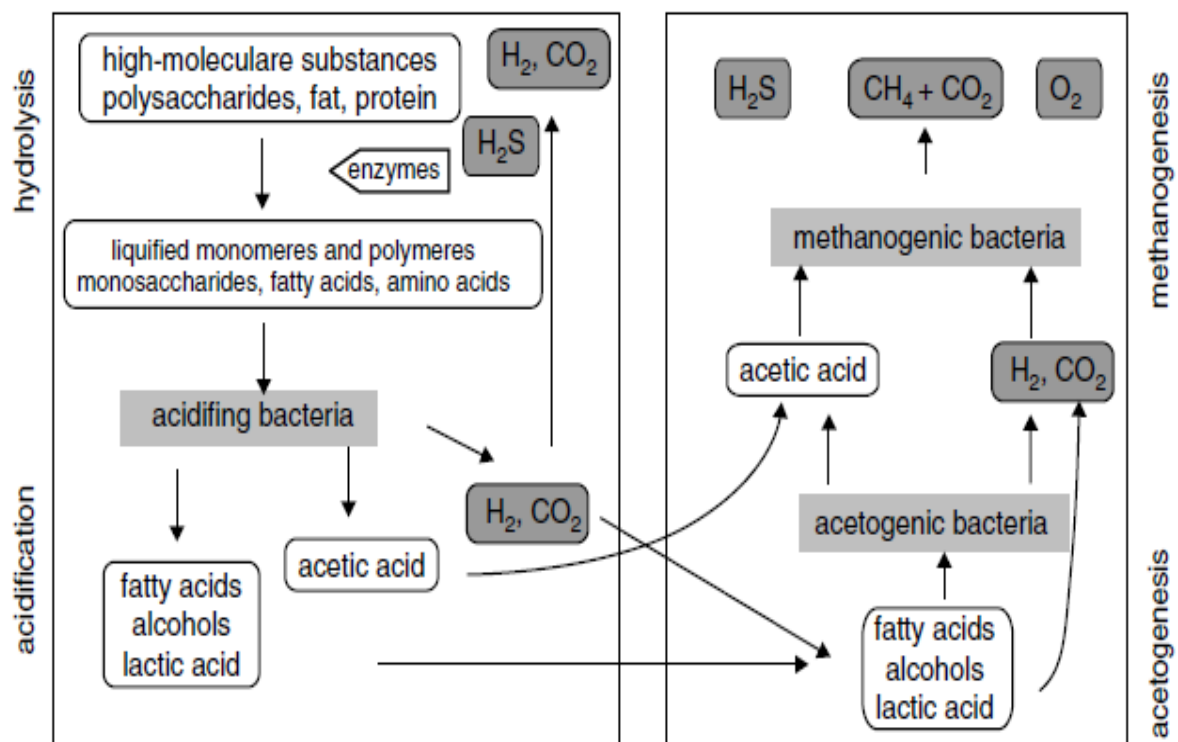 hydrolysis
acidification
high-moleculare substances
polysaccharides, fat, protein
H₂, CO₂
H₂S
enzymes
liquified monomeres and polymeres
monosaccharides, fatty acids, amino acids
acidifing bacteria
H₂, CO₂
acetic acid
fatty acids
alcohols
lactic acid
H₂S
CH₄ + CO₂
O₂
methanogenic bacteria
acetic acid
H₂, CO₂
acetogenic bacteria
fatty acids
alcohols
lactic acid
methanogenesis
acetogenesis